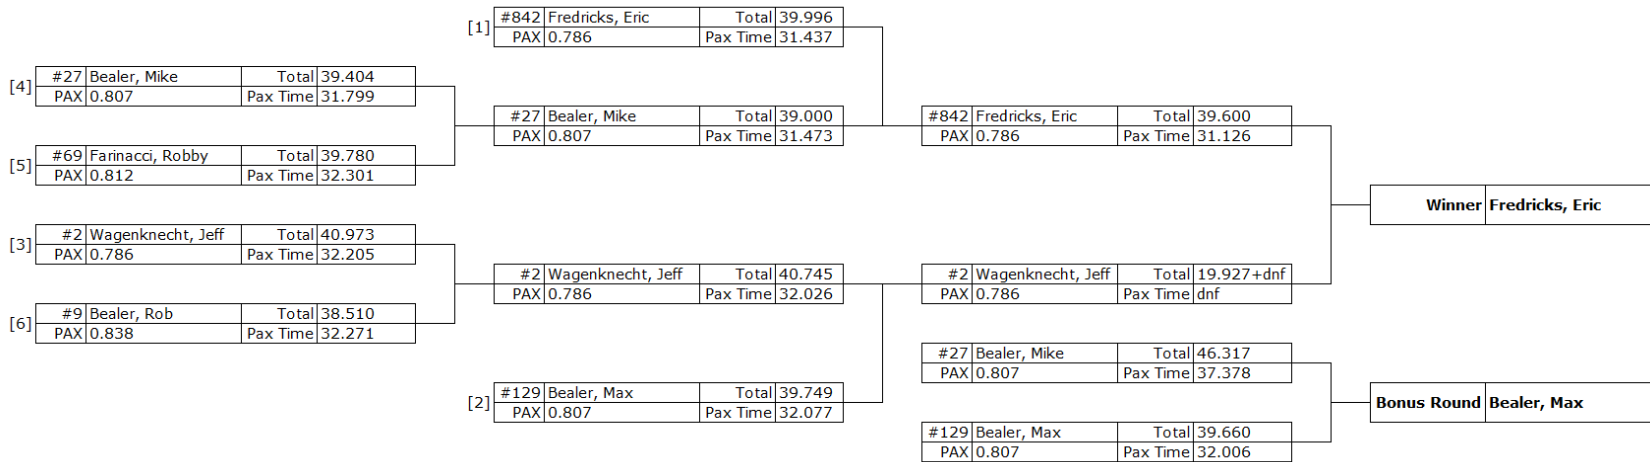 [1] #842 Fredricks, Eric Total 39.996
PAX 0.786 Pax Time 31.437
[4] #27 Bealer, Mike Total 39.404
PAX 0.807 Pax Time 31.799
[5] #69 Farinacci, Robby Total 39.780
PAX 0.812 Pax Time 32.301
#27 Bealer, Mike Total 39.000
PAX 0.807 Pax Time 31.473
#842 Fredricks, Eric Total 39.600
PAX 0.786 Pax Time 31.126
[3] #2 Wagenknecht, Jeff Total 40.973
PAX 0.786 Pax Time 32.205
[6] #9 Bealer, Rob Total 38.510
PAX 0.838 Pax Time 32.271
#2 Wagenknecht, Jeff Total 40.745
PAX 0.786 Pax Time 32.026
#2 Wagenknecht, Jeff Total 19.927+dnf
PAX 0.786 Pax Time dnf
Winner Fredricks, Eric
[2] #129 Bealer, Max Total 39.749
PAX 0.807 Pax Time 32.077
#27 Bealer, Mike Total 46.317
PAX 0.807 Pax Time 37.378
#129 Bealer, Max Total 39.660
PAX 0.807 Pax Time 32.006
Bonus Round Bealer, Max